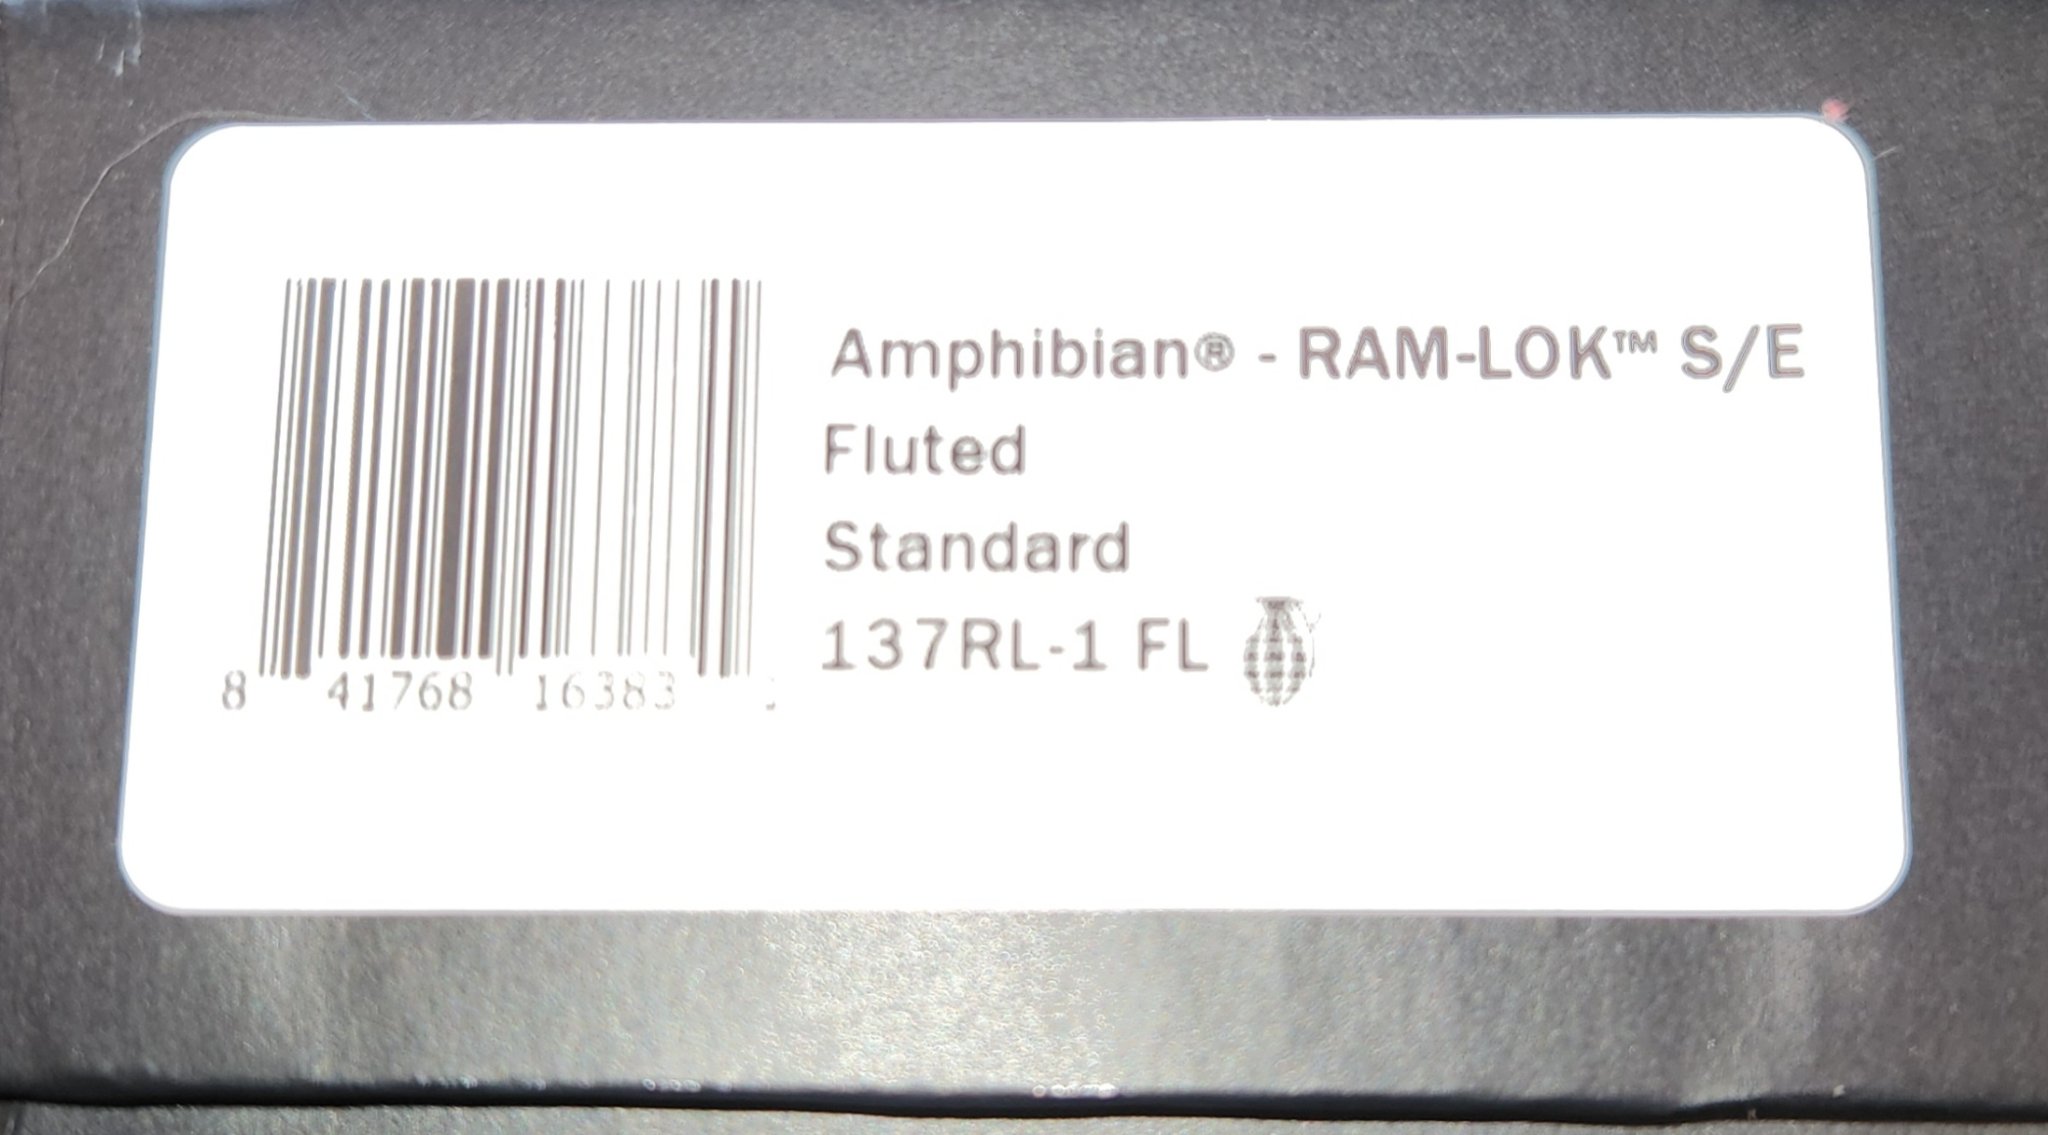 Amphibian® - RAM-LOK™ S/E
Fluted
Standard
137RL-1 FL
8 41768 16383